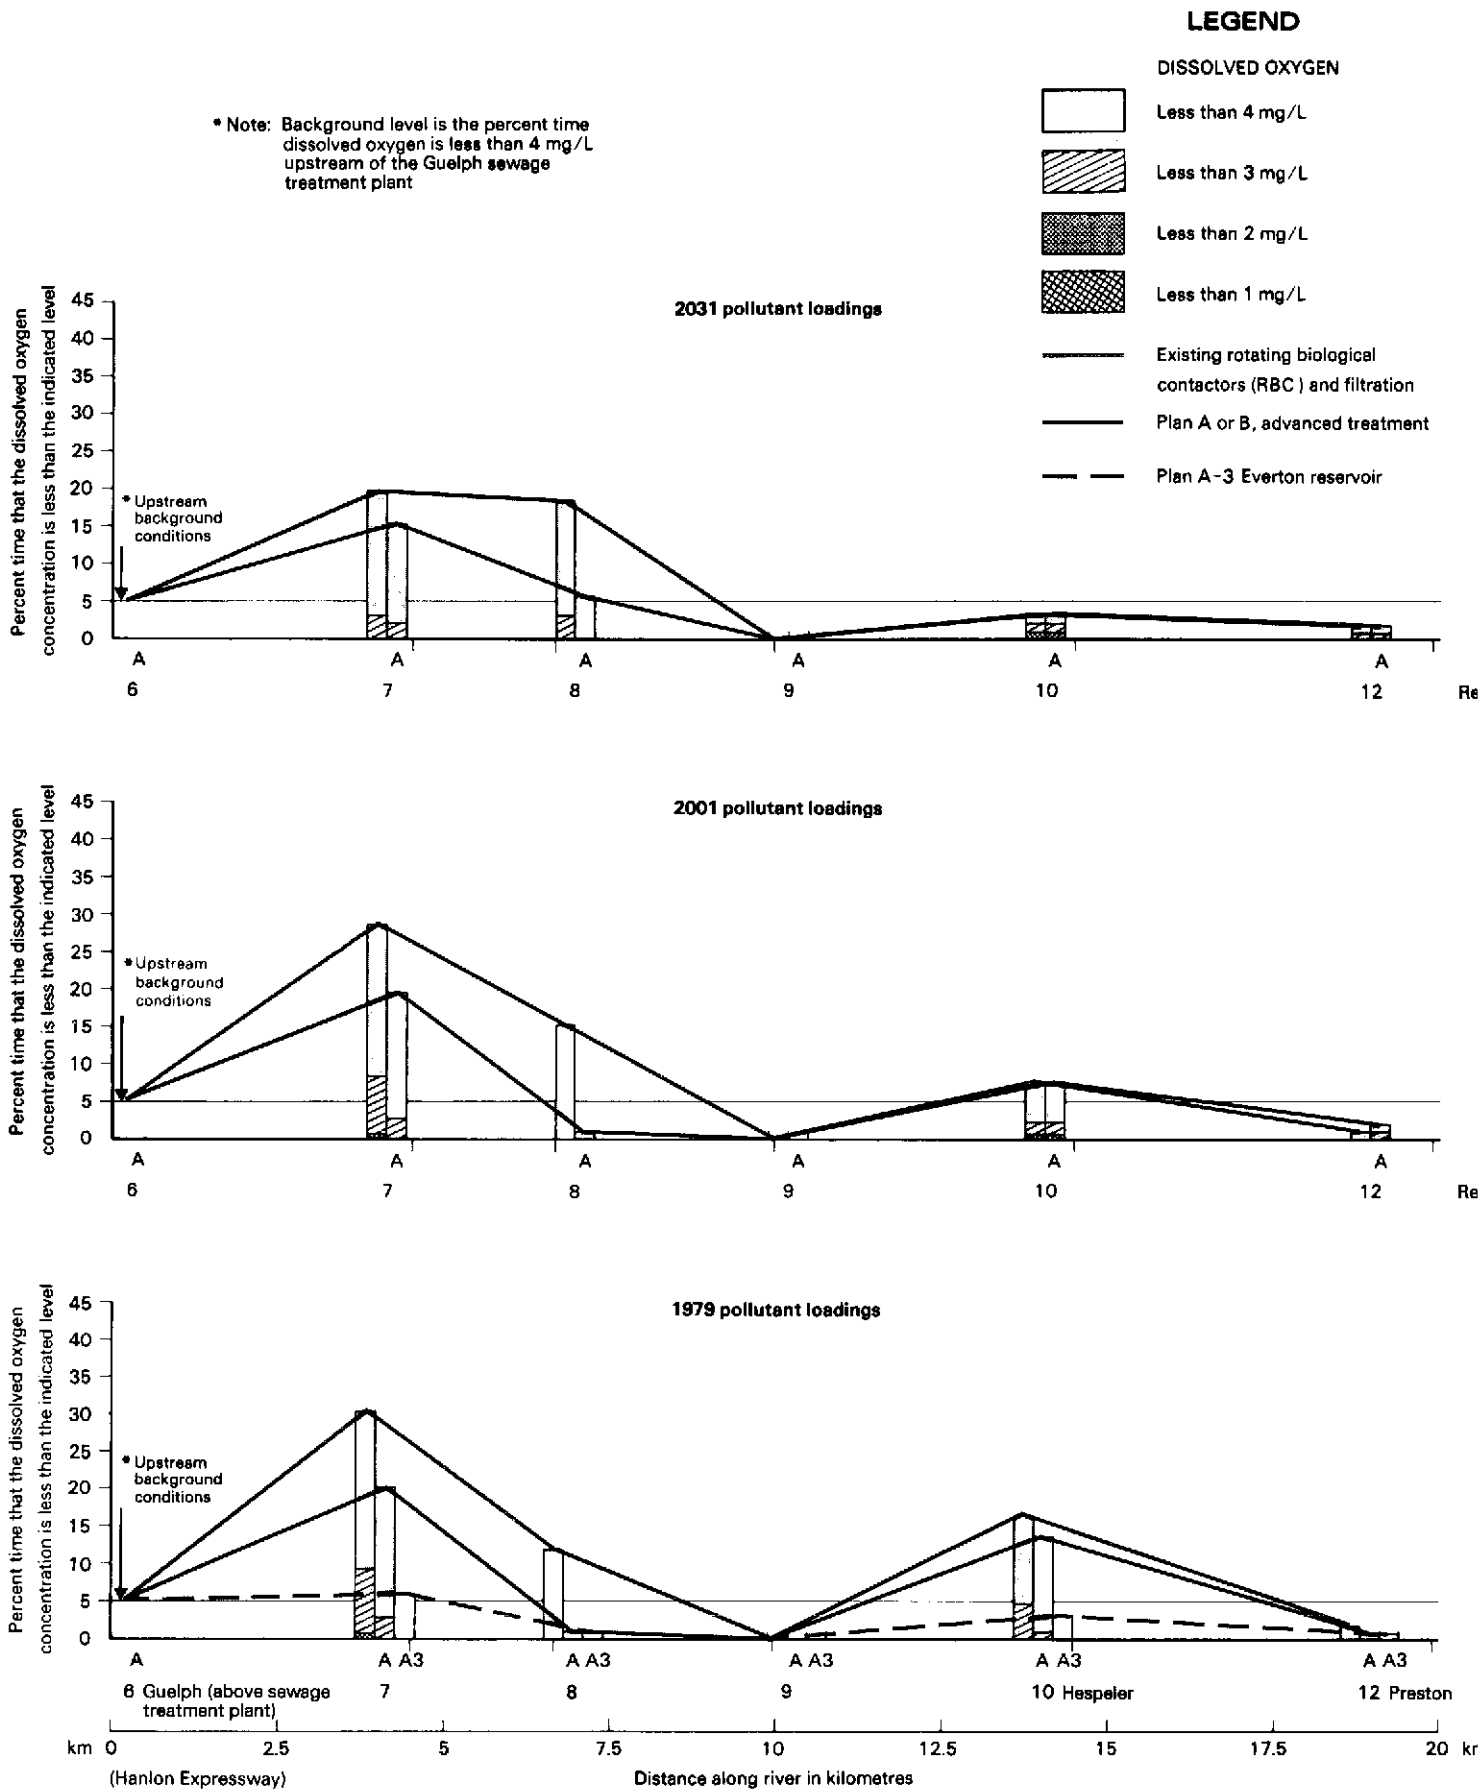 LEGEND
DISSOLVED OXYGEN
Less than 4 mg/L
Less than 3 mg/L
Less than 2 mg/L
Less than 1 mg/L
Existing rotating biological
contactors (RBC) and filtration
Plan A or B, advanced treatment
Plan A-3 Everton reservoir
* Note: Background level is the percent time
dissolved oxygen is less than 4 mg/L
upstream of the Guelph sewage
treatment plant
2031 pollutant loadings
Percent time that the dissolved oxygen
concentration is less than the indicated level
45
40
35
30
25
20
15
10
5
0
* Upstream
background
conditions
A A A A A A
6 7 8 9 10 12 Re
2001 pollutant loadings
Percent time that the dissolved oxygen
concentration is less than the indicated level
45
40
35
30
25
20
15
10
5
0
* Upstream
background
conditions
A A A A A A
6 7 8 9 10 12 Re
1979 pollutant loadings
Percent time that the dissolved oxygen
concentration is less than the indicated level
45
40
35
30
25
20
15
10
5
0
* Upstream
background
conditions
A A A3 A A3 A A3 A A3 A A3
6 Guelph (above sewage 7 8 9 10 Hespeler 12 Preston
treatment plant)
km 0 2.5 5 7.5 10 12.5 15 17.5 20 km
(Hanlon Expressway) Distance along river in kilometres